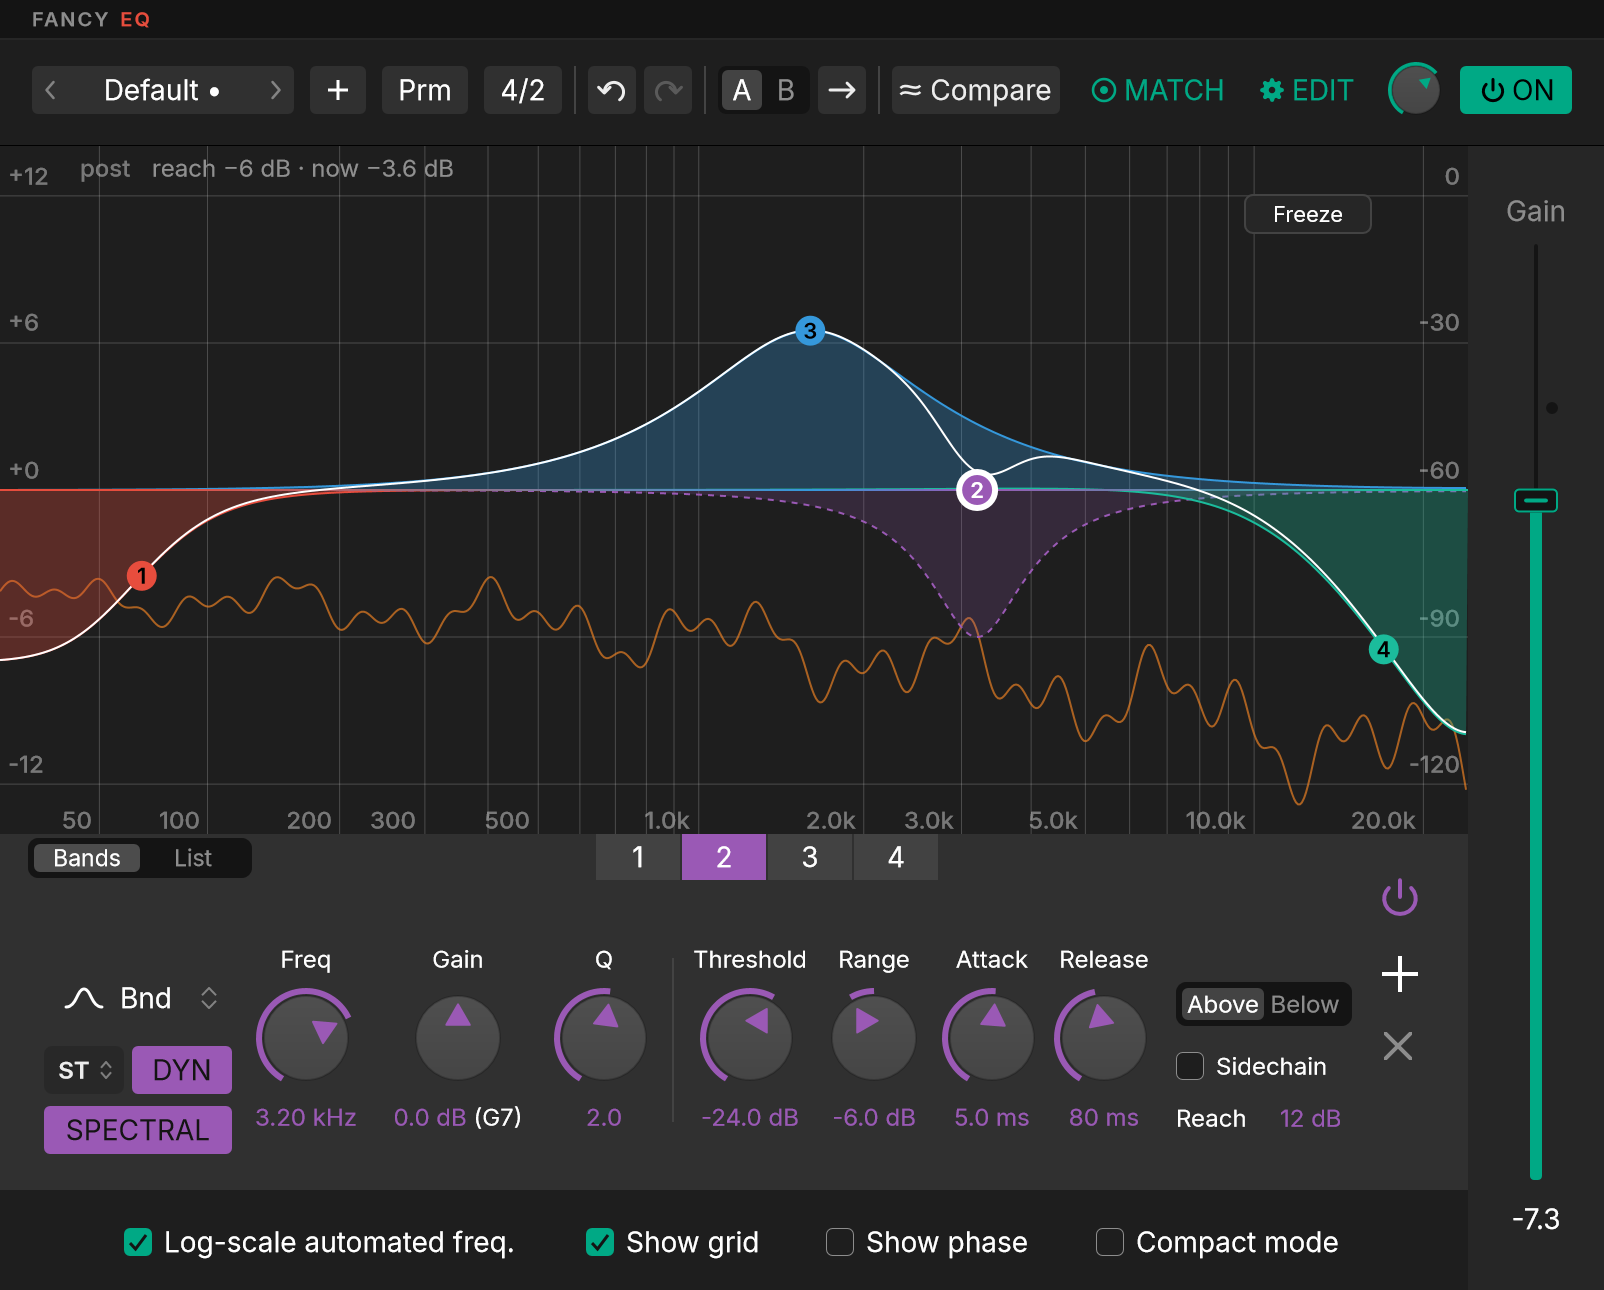 FANCY EQ
Default •
+
Prm
4/2
A B
→
≈ Compare
MATCH
EDIT
ON
post reach −6 dB · now −3.6 dB
+12
0
Freeze
Gain
+6
-30
3
+0
-60
2
1
-6
-90
4
-12
-120
50 100 200 300 500 1.0k 2.0k 3.0k 5.0k 10.0k 20.0k
Bands List
1 2 3 4
Freq Gain Q Threshold Range Attack Release
Bnd
Above Below
ST DYN
Sidechain
3.20 kHz 0.0 dB (G7) 2.0 -24.0 dB -6.0 dB 5.0 ms 80 ms
Reach 12 dB
SPECTRAL
-7.3
Log-scale automated freq. Show grid Show phase Compact mode